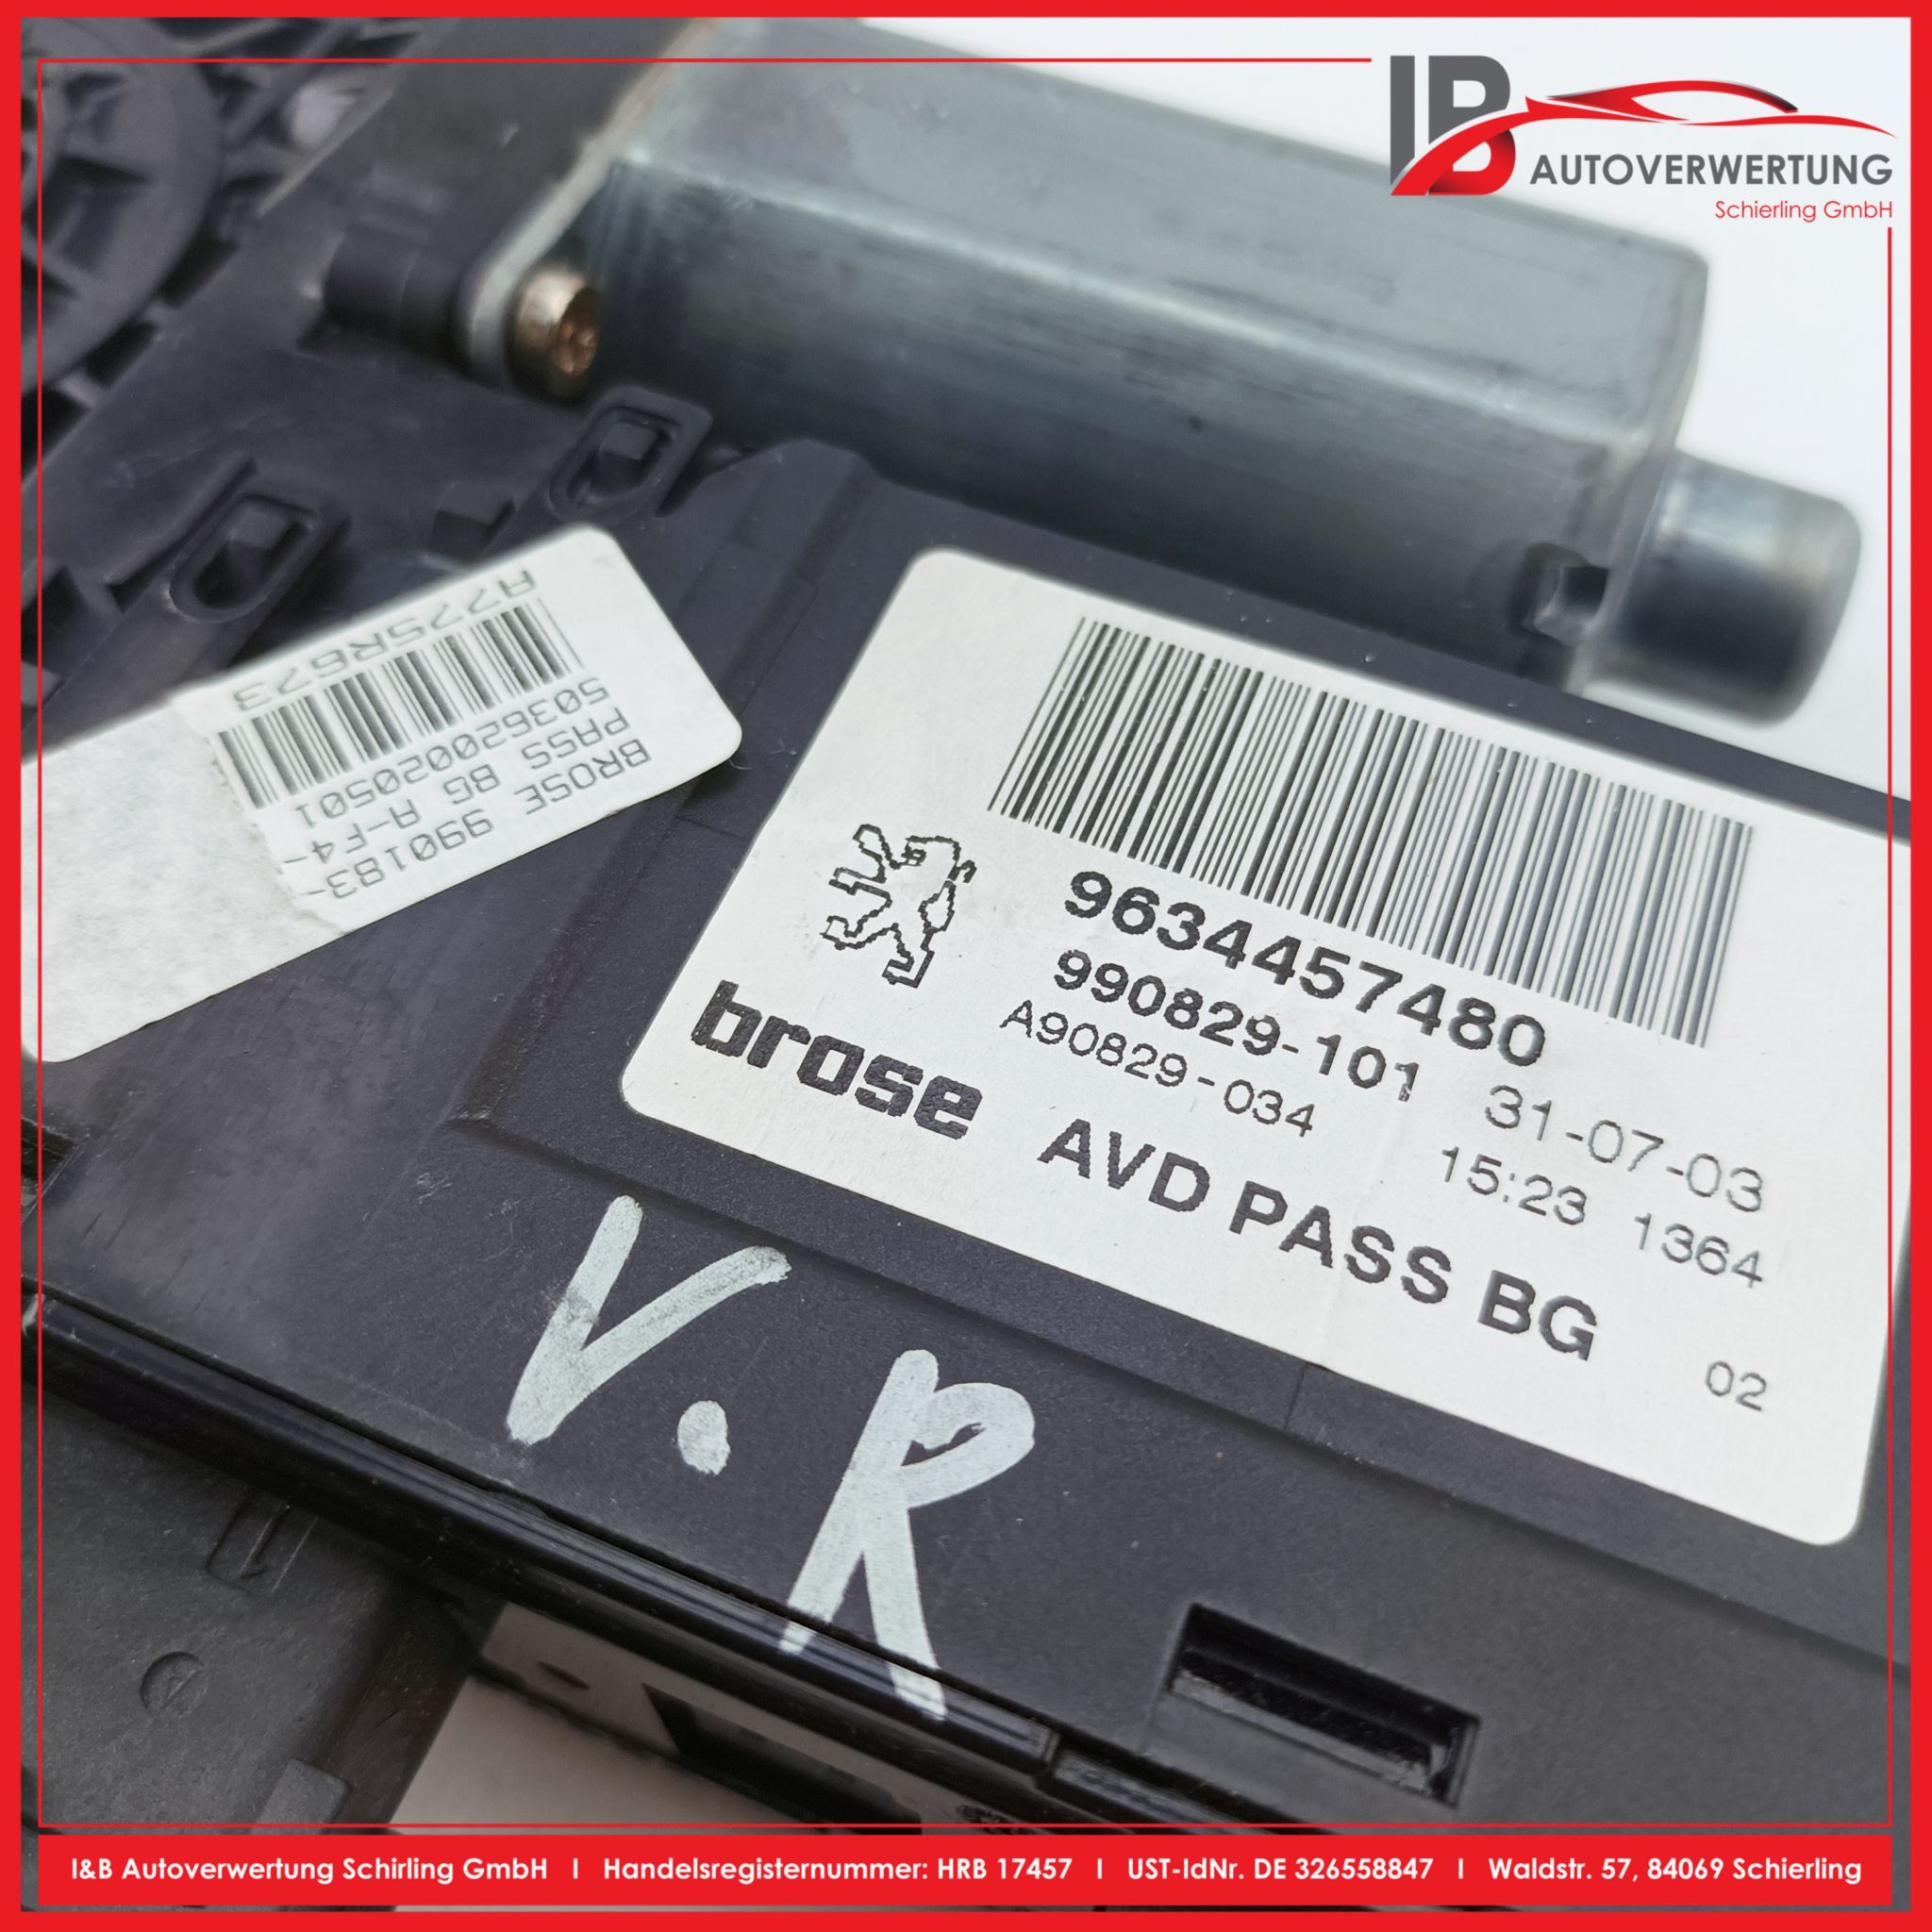 IB
AUTOVERWERTUNG
Schierling GmbH
BROSE 990183-
PASS BG A-F4-
503620020501
A775R673
9634457480
990829-101 31-07-03
A90829-034 15:23 1364
brose AVD PASS BG 02
V.R
I&B Autoverwertung Schirling GmbH I Handelsregisternummer: HRB 17457 I UST-IdNr. DE 326558847 I Waldstr. 57, 84069 Schierling